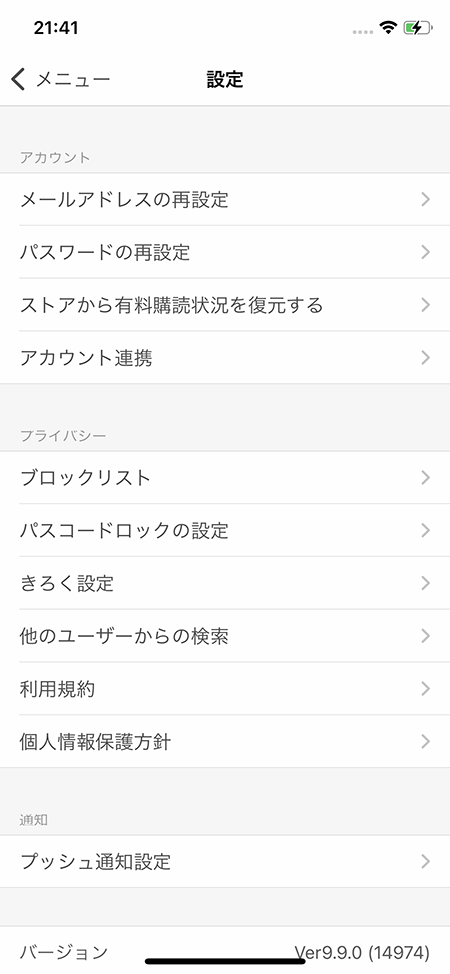 21:41
メニュー 設定
アカウント
メールアドレスの再設定
パスワードの再設定
ストアから有料購読状況を復元する
アカウント連携
プライバシー
ブロックリスト
パスコードロックの設定
きろく設定
他のユーザーからの検索
利用規約
個人情報保護方針
通知
プッシュ通知設定
バージョン Ver9.9.0 (14974)